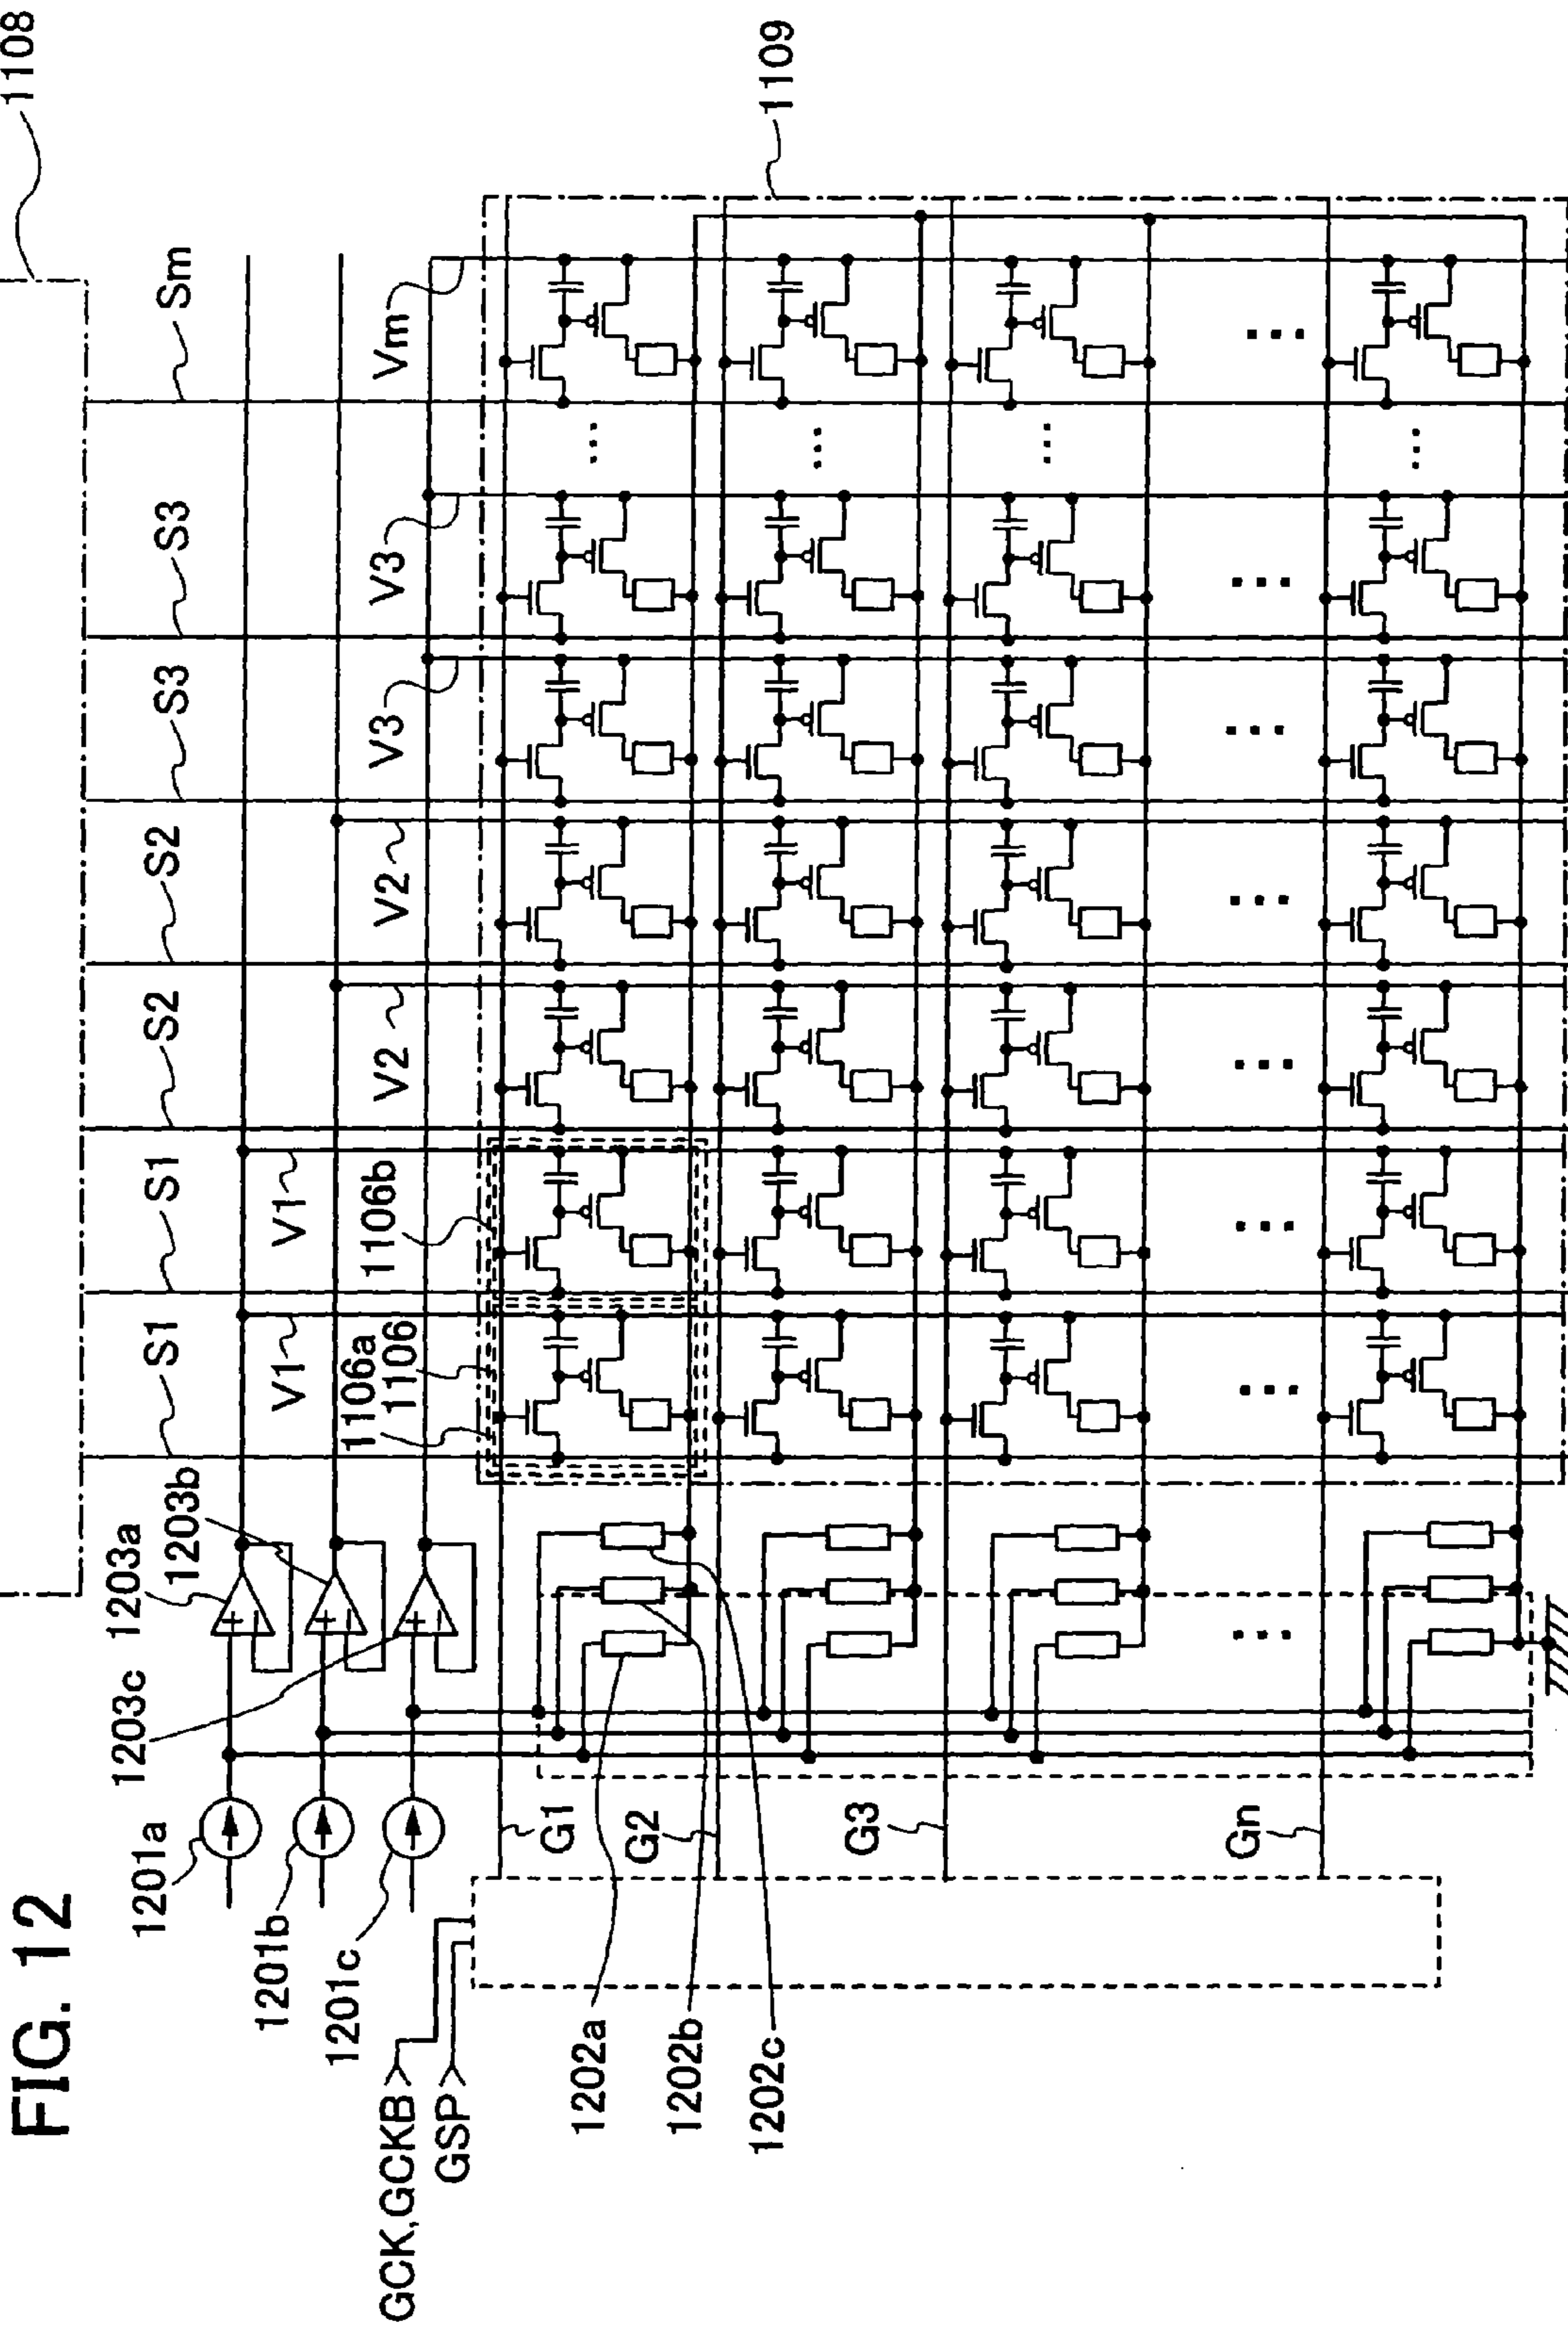 FIG. 12
1108
1201a
1203a
S1
S1
S2
S2
S3
S3
Sm
1201b
1203c
1203b
V1
V1
1201c
1106a
1106
1106b
V2
V2
V3
V3
Vm
GCK,GCKB
GSP
G1
1202a
G2
1202b
1202c
1109
G3
Gn
...
...
...
...
...
...
...
...
...
...
...
...
...